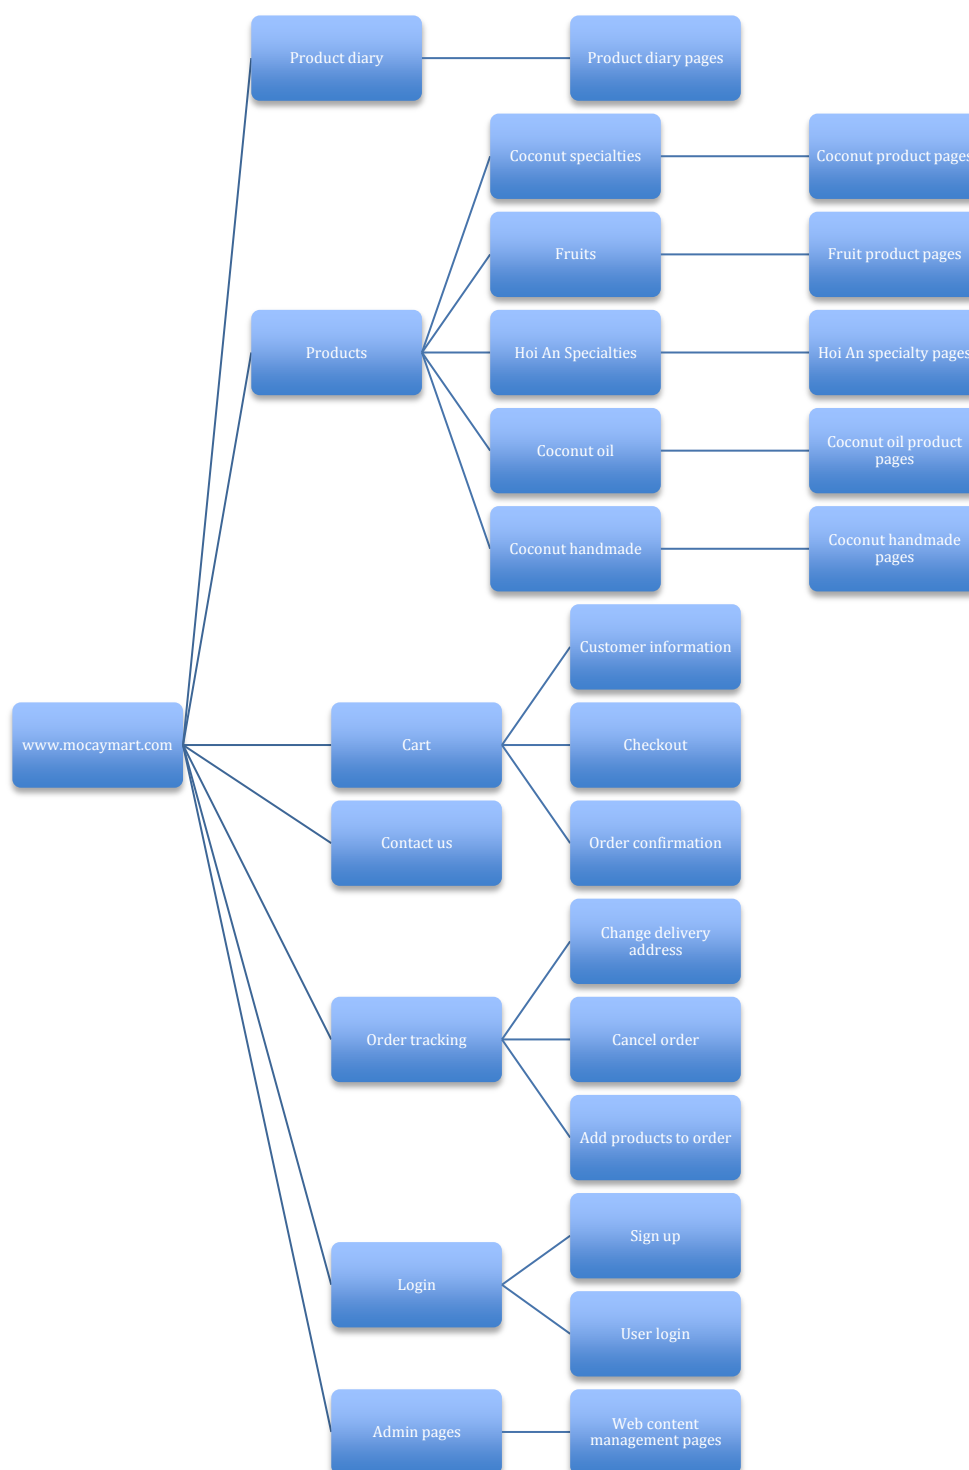 Product diary
Product diary pages
Coconut specialties
Coconut product pages
Fruits
Fruit product pages
Products
Hoi An Specialties
Hoi An specialty pages
Coconut oil
Coconut oil product
pages
Coconut handmade
Coconut handmade
pages
Customer information
www.mocaymart.com
Cart
Checkout
Contact us
Order confirmation
Change delivery
address
Order tracking
Cancel order
Add products to order
Sign up
Login
User login
Admin pages
Web content
management pages